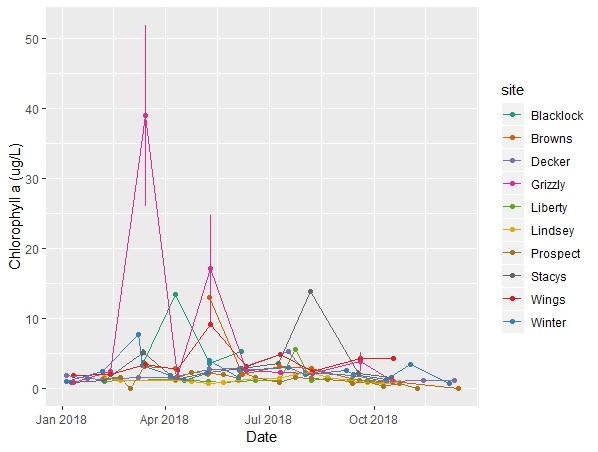 50
40
30
20
10
0
Chlorophyll a (ug/L)
Jan 2018 Apr 2018 Jul 2018 Oct 2018
Date
site
Blacklock
Browns
Decker
Grizzly
Liberty
Lindsey
Prospect
Stacys
Wings
Winter